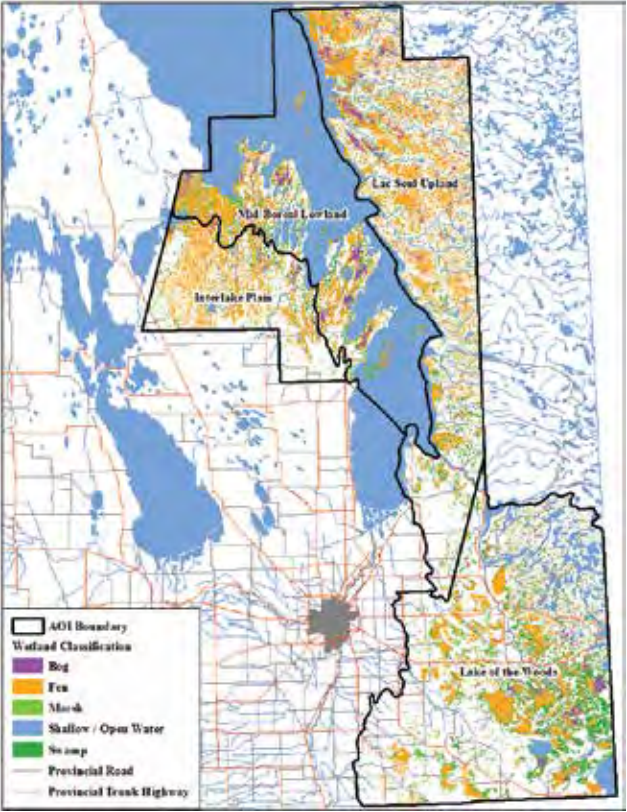 Lac Seul Upland
Mid-Boreal Lowland
Interlake Plain
Lake of the Woods
AOI Boundary
Wetland Classification
Bog
Fen
Marsh
Shallow / Open Water
Swamp
Provincial Road
Provincial Trunk Highway